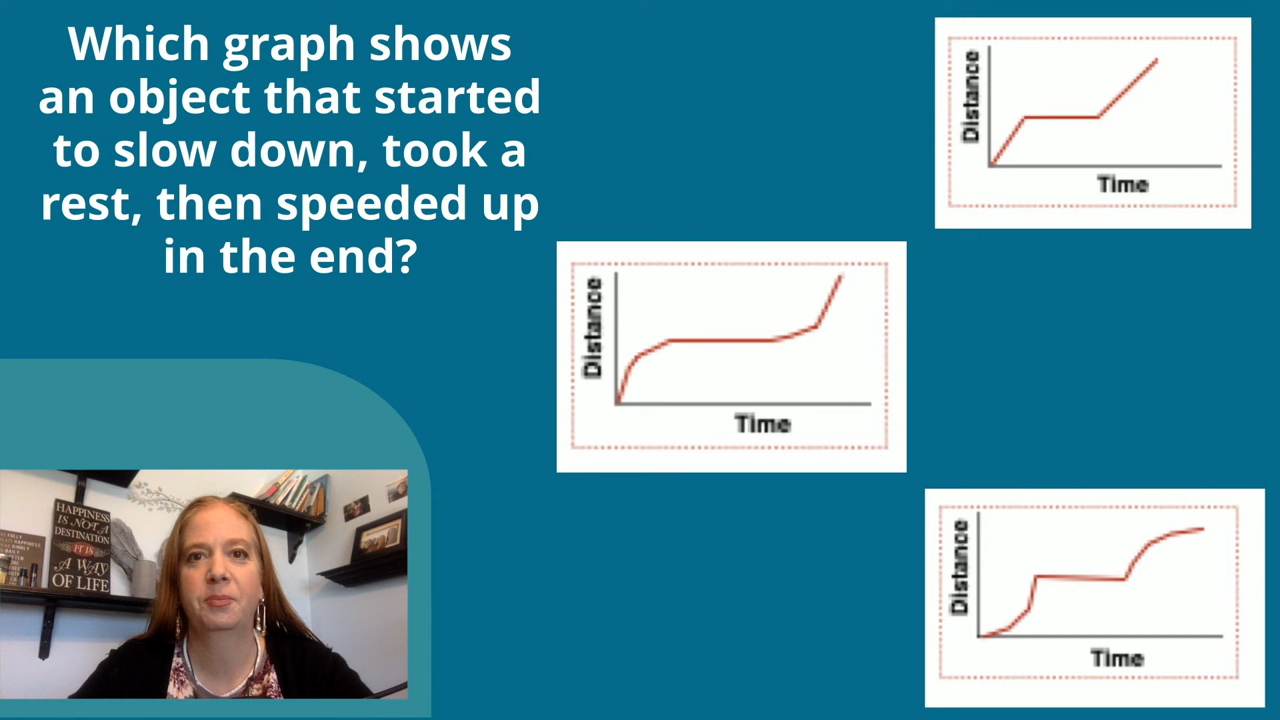 Which graph shows
an object that started
to slow down, took a
rest, then speeded up
in the end?
Distance
Time
Distance
Time
Distance
Time
HAPPINESS
IS NOT A
DESTINATION
IT IS
A WAY
OF LIFE